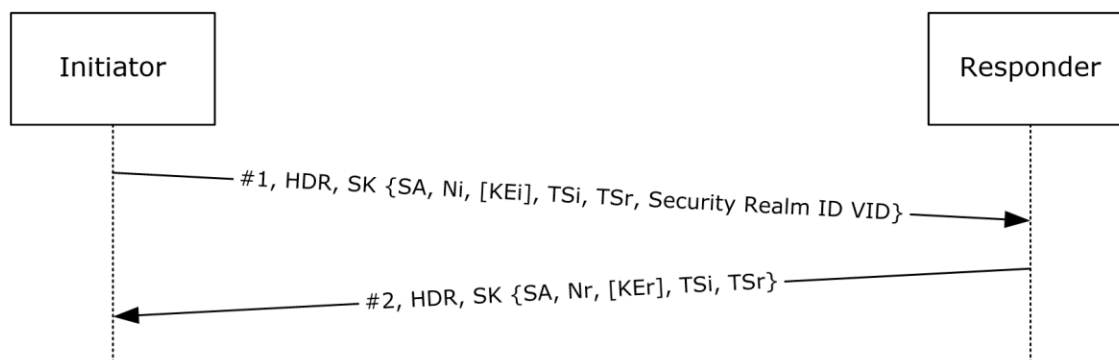 Initiator
Responder
#1, HDR, SK {SA, Ni, [KEi], TSi, TSr, Security Realm ID VID}
#2, HDR, SK {SA, Nr, [KEr], TSi, TSr}